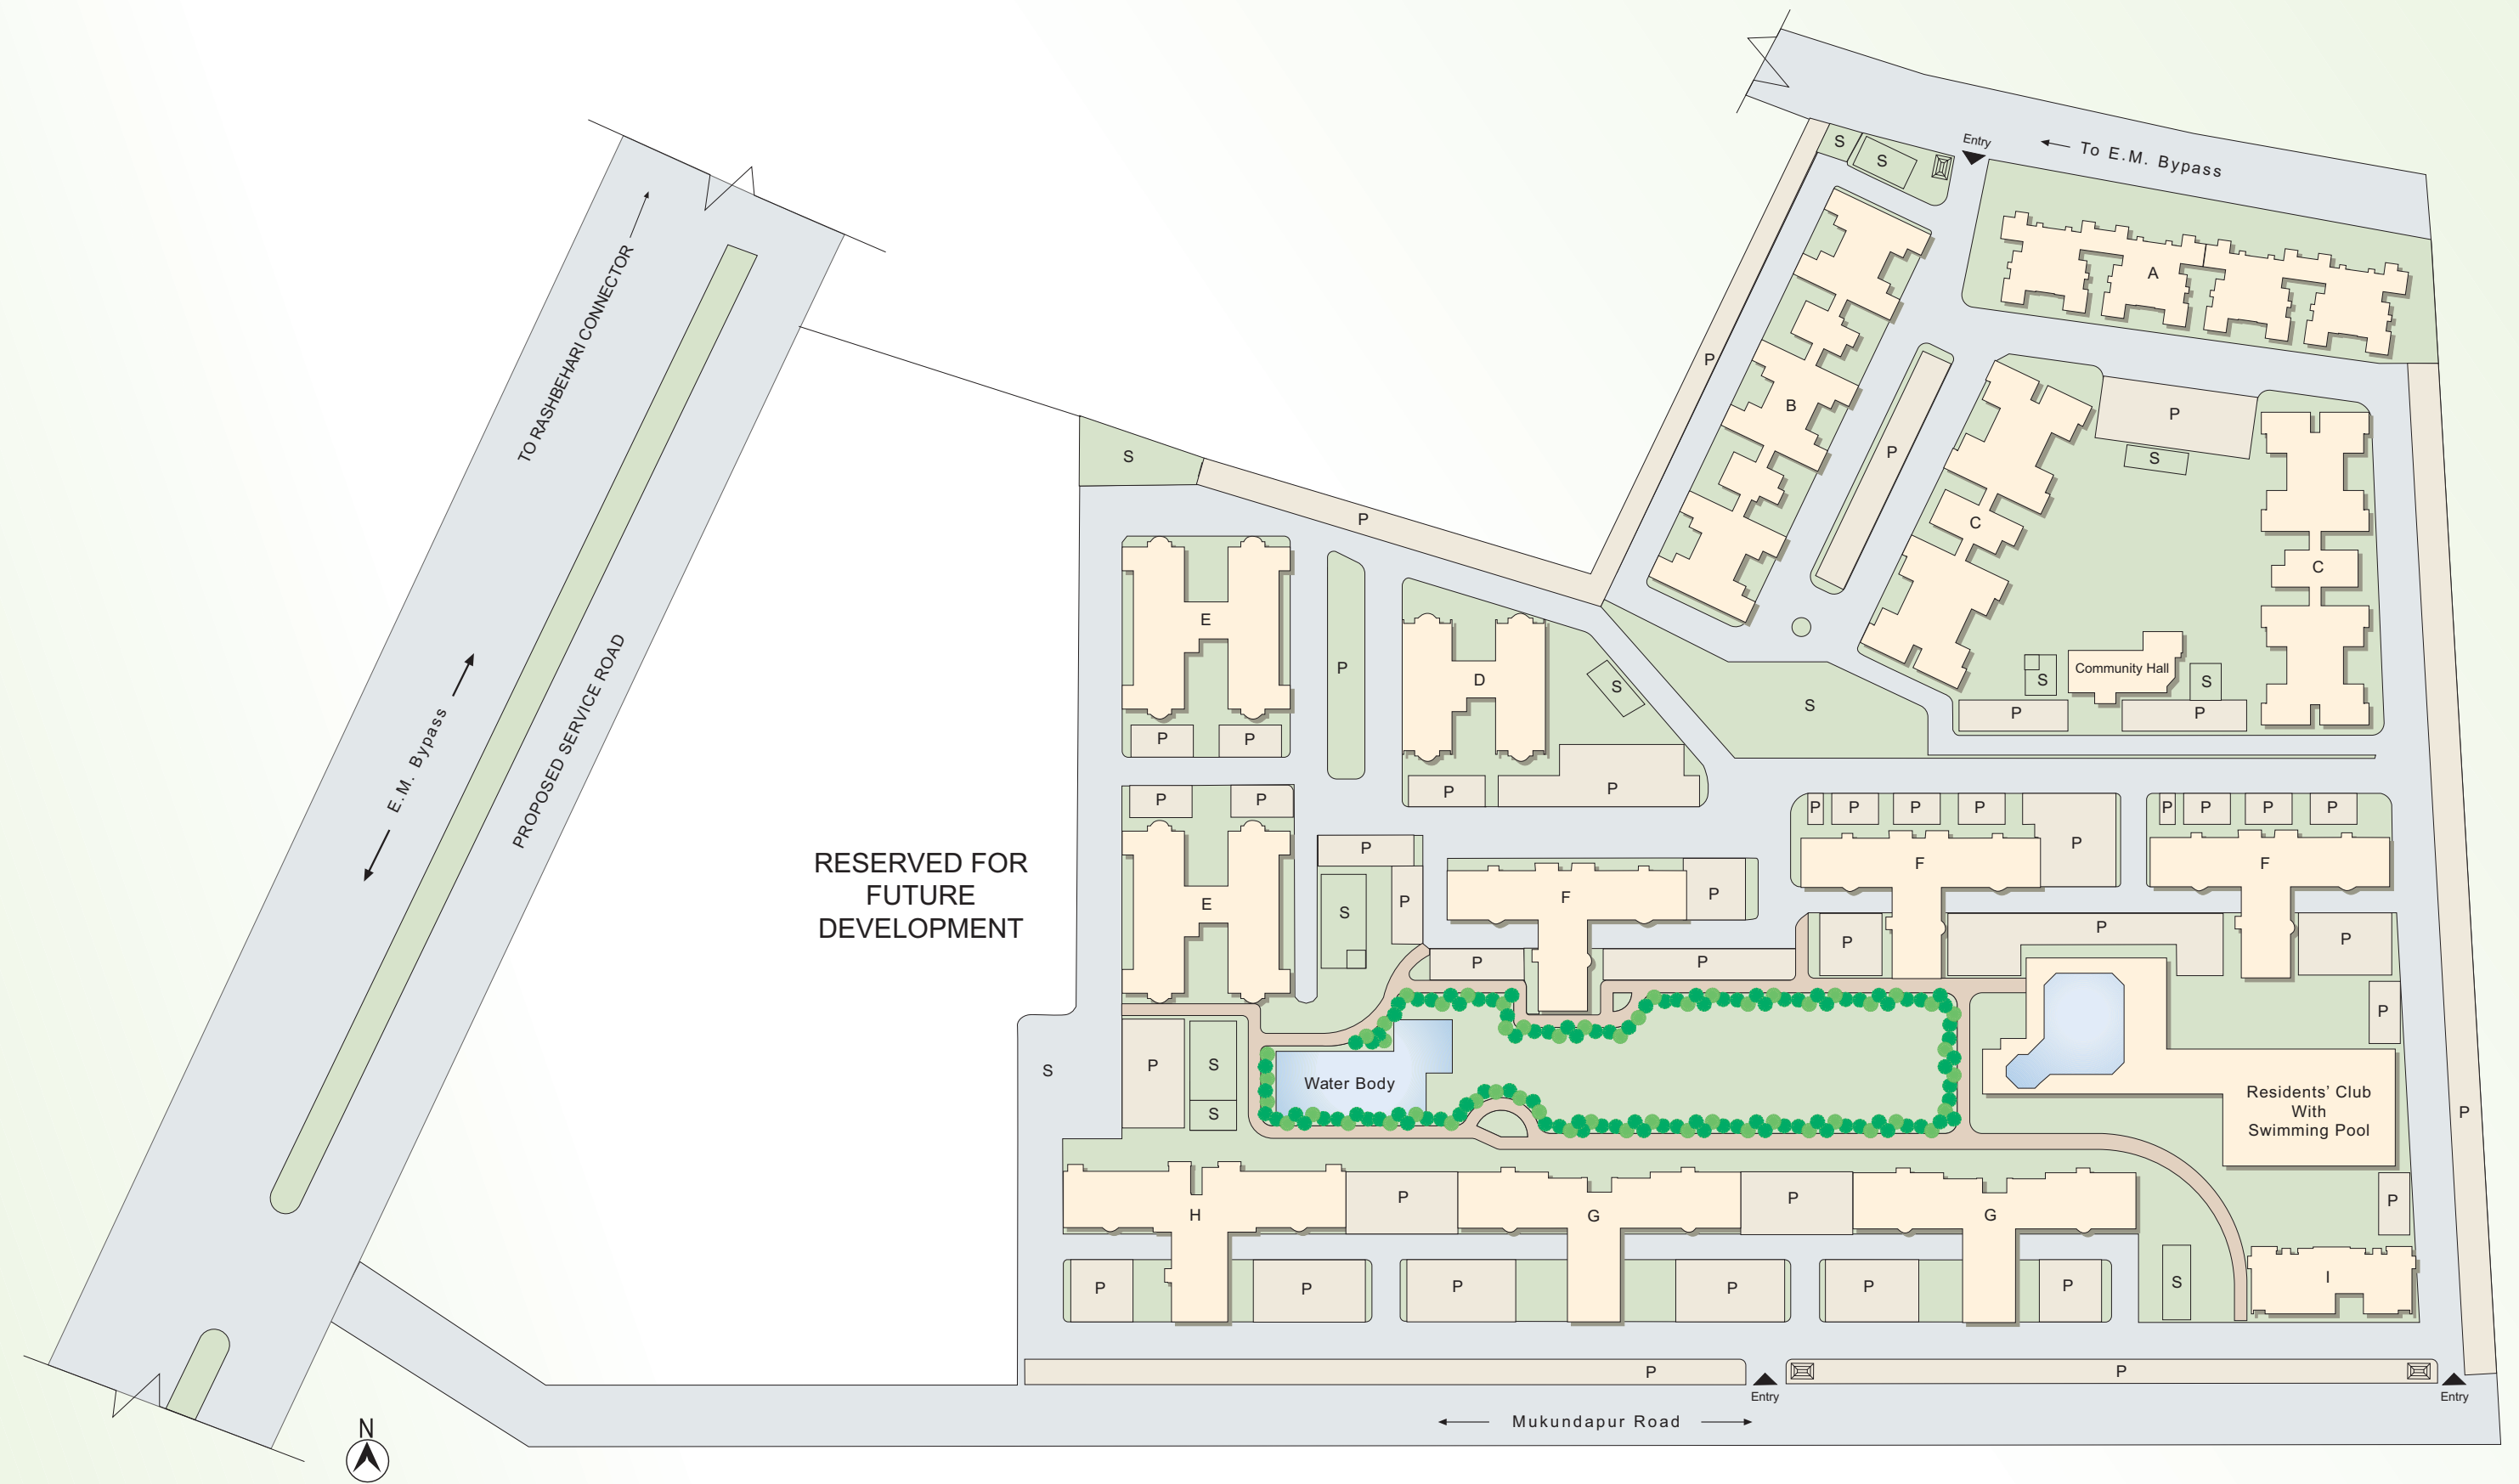 Entry
To E.M. Bypass
S
S
A
TO RASHBEHARI CONNECTOR
P
B
P
P
S
S
C
C
P
E
P
D
S
S
Community Hall
S
S
P
P
P
P
E.M. Bypass
PROPOSED SERVICE ROAD
P
P
P
P
P
P
P
P
P
P
P
P
P
P
RESERVED FOR
FUTURE
DEVELOPMENT
E
S
P
F
P
F
F
P
P
P
P
P
P
S
P
S
S
Water Body
P
Residents' Club
With
Swimming Pool
P
H
P
G
P
G
P
P
P
P
P
P
P
S
I
P
P
Entry
Entry
Mukundapur Road
N